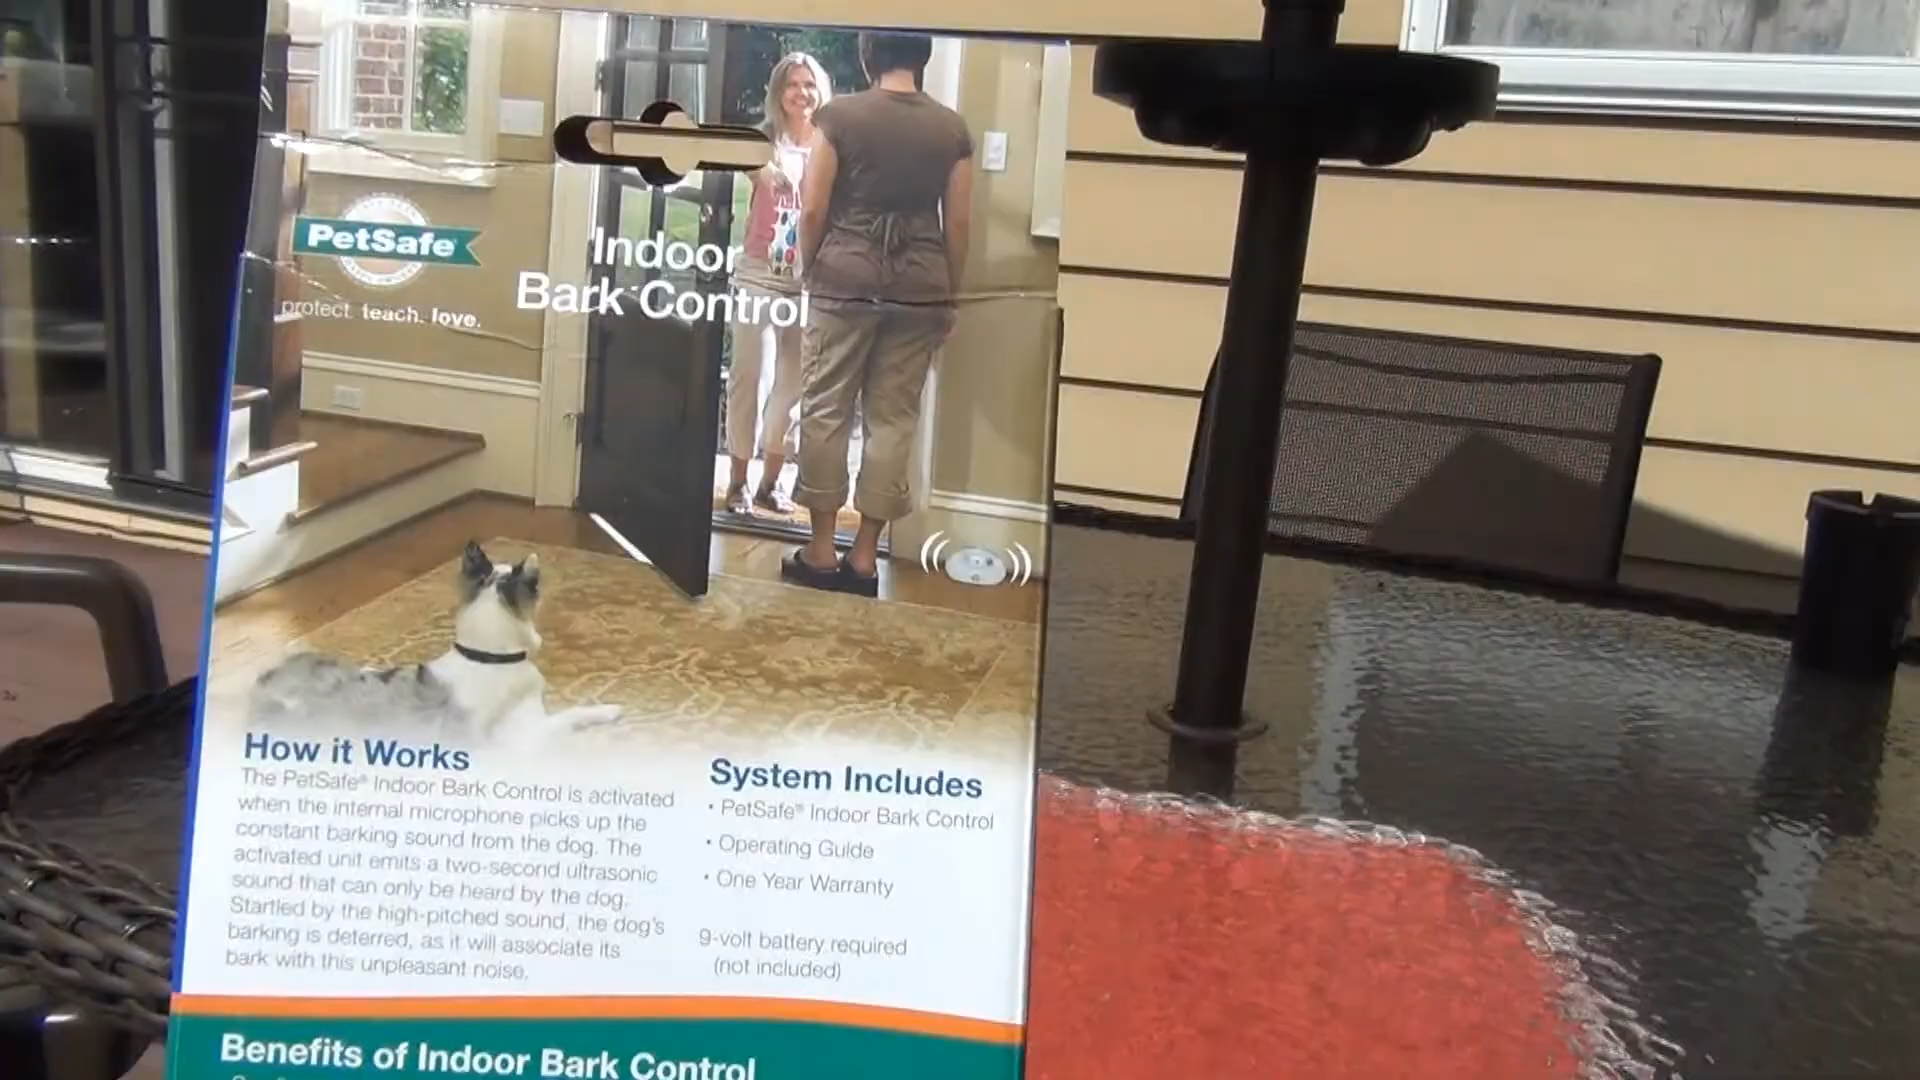 PetSafe
protect. teach. love.
Indoor
Bark Control
How it Works
The PetSafe® Indoor Bark Control is activated
when the internal microphone picks up the
constant barking sound from the dog. The
activated unit emits a two-second ultrasonic
sound that can only be heard by the dog.
Startled by the high-pitched sound, the dog's
barking is deterred, as it will associate its
bark with this unpleasant noise.
System Includes
• PetSafe® Indoor Bark Control
• Operating Guide
• One Year Warranty
9-volt battery required
(not included)
Benefits of Indoor Bark Control